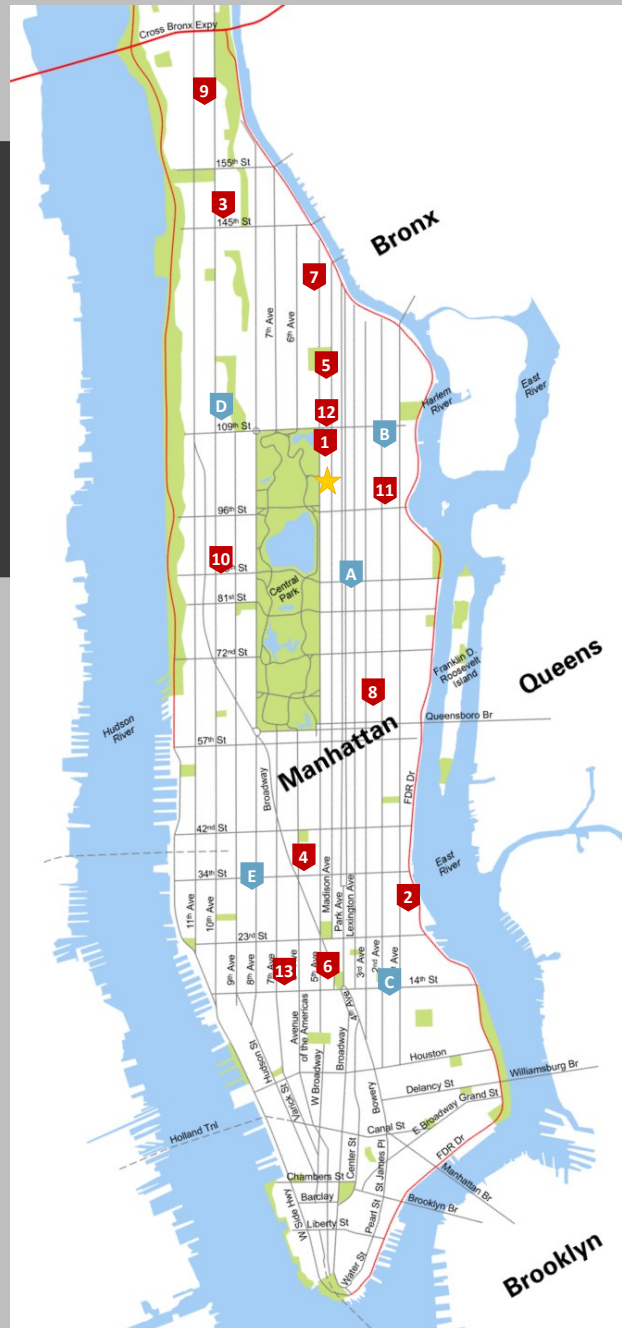 Cross Bronx Expy
9
155th St
3
145th St
Bronx
7
7th Ave
6th Ave
5
Harlem
River
East
River
D
12
B
109th St
1
11
96th St
10
th St
A
Central
Park
81st St
72nd St
Franklin D.
Roosevelt
Island
Queens
8
Queensboro Br
Hudson
River
Manhattan
57th St
Broadway
FDR Dr
42nd St
4
East
River
34th St
E
11th Ave
10th Ave
Madison Ave
Park Ave
Lexington Ave
2
23rd St
9th Ave
8th Ave
7th
13
5th Ave
6
3rd Ave
2nd Ave
Ave
C
14th St
4th Ave
Avenue
of the Americas
W Broadway
Broadway
Hudson St
Varick St
Houston
Bowery
Delancy St
Williamsburg Br
Grand St
E Broadway
Canal St
Holland Tnl
Center St
St James Pl
FDR Dr
Manhattan Br
Chambers St
Barclay
Brooklyn Br
W Side Hwy
Liberty St
Pearl St
Water St
Brooklyn